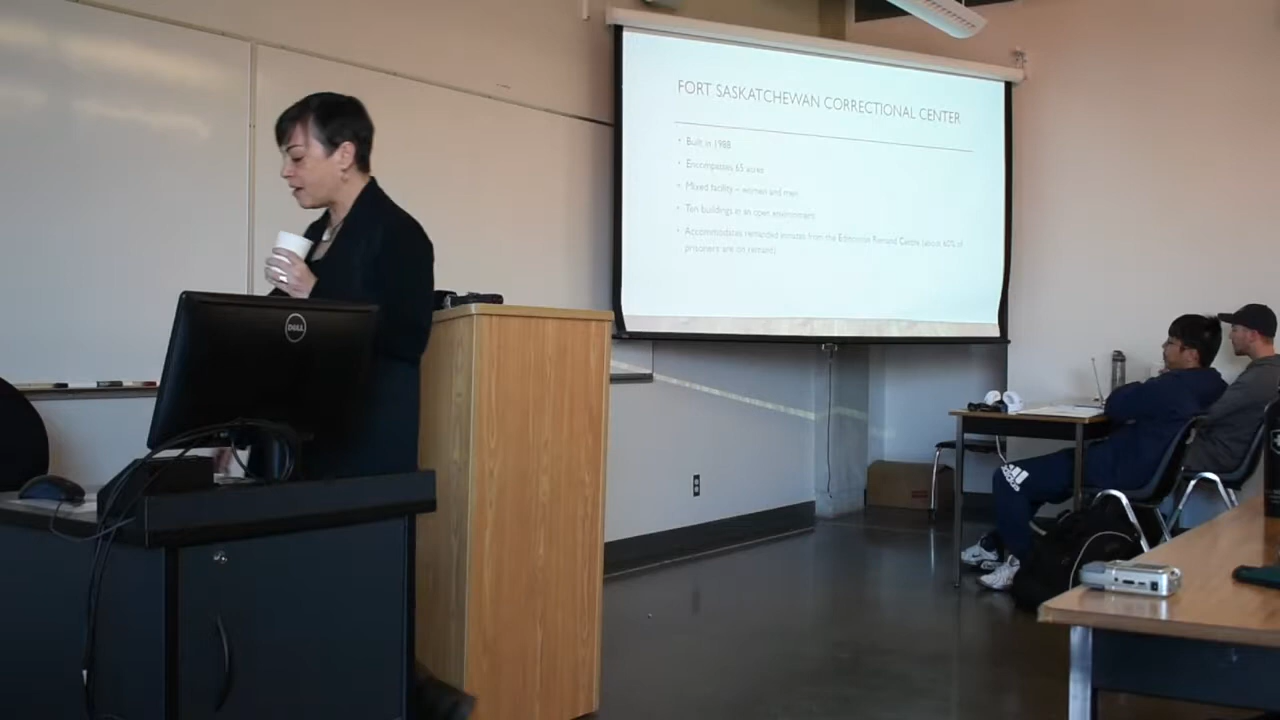 FORT SASKATCHEWAN CORRECTIONAL CENTER
• Built in 1988
• Encompasses 65 acres
• Mixed facility – women and men
• Ten buildings in an open environment
• Accommodates remanded inmates from the Edmonton Remand Centre (about 60% of
prisoners are on remand)
DELL
adidas